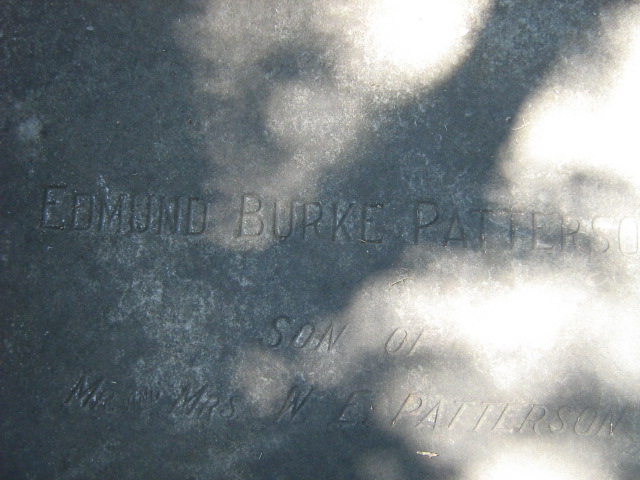 EDMUND BURKE PATTERSO
SON OF
MR. AND MRS. W. E. PATTERSON